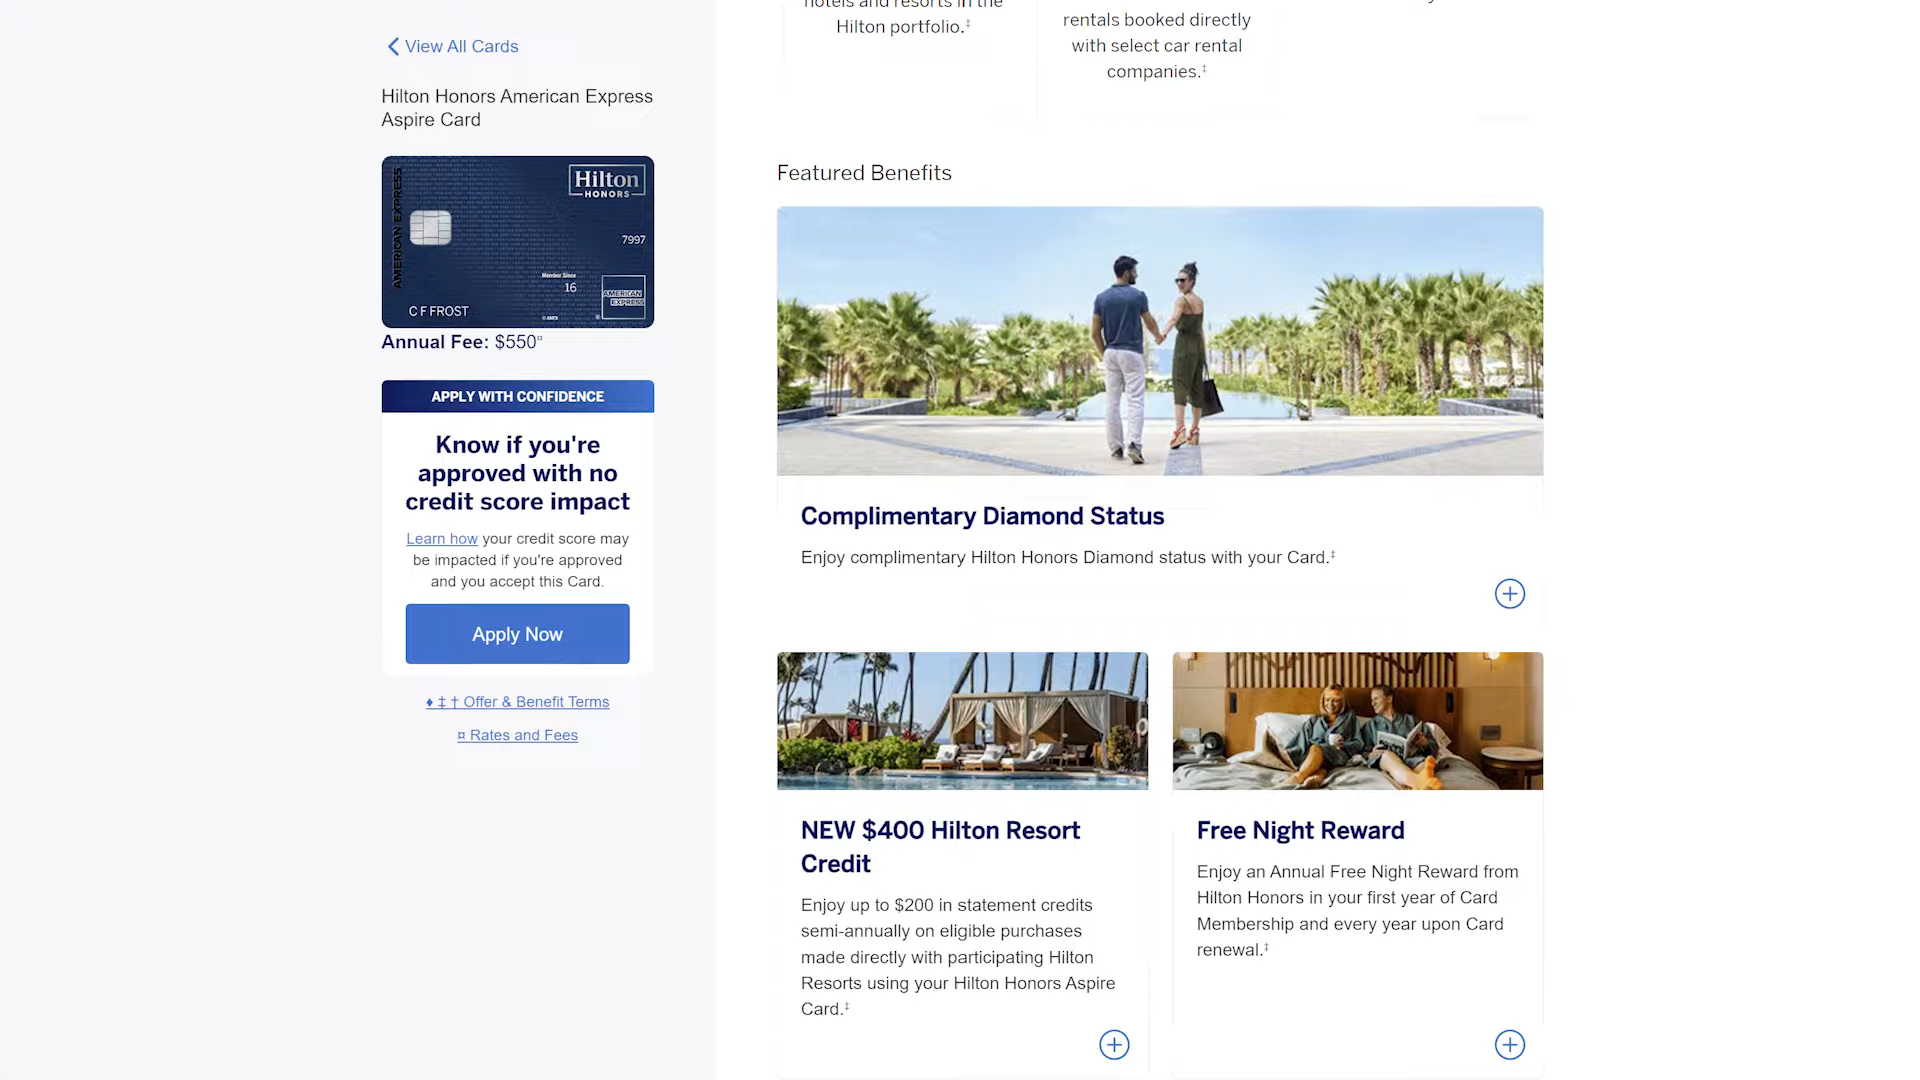 View All Cards
Hilton Honors American Express
Aspire Card
AMERICAN EXPRESS
Hilton
HONORS
7997
Member Since
16
AMERICAN
EXPRESS
C F FROST
© AMEX
®
Annual Fee: $550¤
APPLY WITH CONFIDENCE
Know if you're
approved with no
credit score impact
Learn how your credit score may
be impacted if you're approved
and you accept this Card.
Apply Now
♦ ‡ † Offer & Benefit Terms
¤ Rates and Fees
hotels and resorts in the
Hilton portfolio.‡
rentals booked directly
with select car rental
companies.‡
Featured Benefits
Complimentary Diamond Status
Enjoy complimentary Hilton Honors Diamond status with your Card.‡
NEW $400 Hilton Resort
Credit
Enjoy up to $200 in statement credits
semi-annually on eligible purchases
made directly with participating Hilton
Resorts using your Hilton Honors Aspire
Card.‡
Free Night Reward
Enjoy an Annual Free Night Reward from
Hilton Honors in your first year of Card
Membership and every year upon Card
renewal.‡